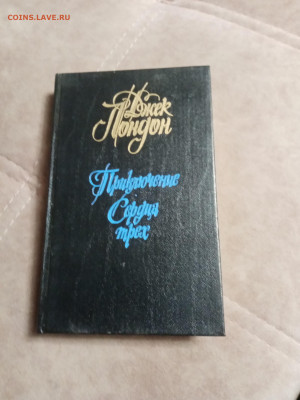 COINS.LAVE.RU
Джек
Лондон
Приключение
Сердца
трех